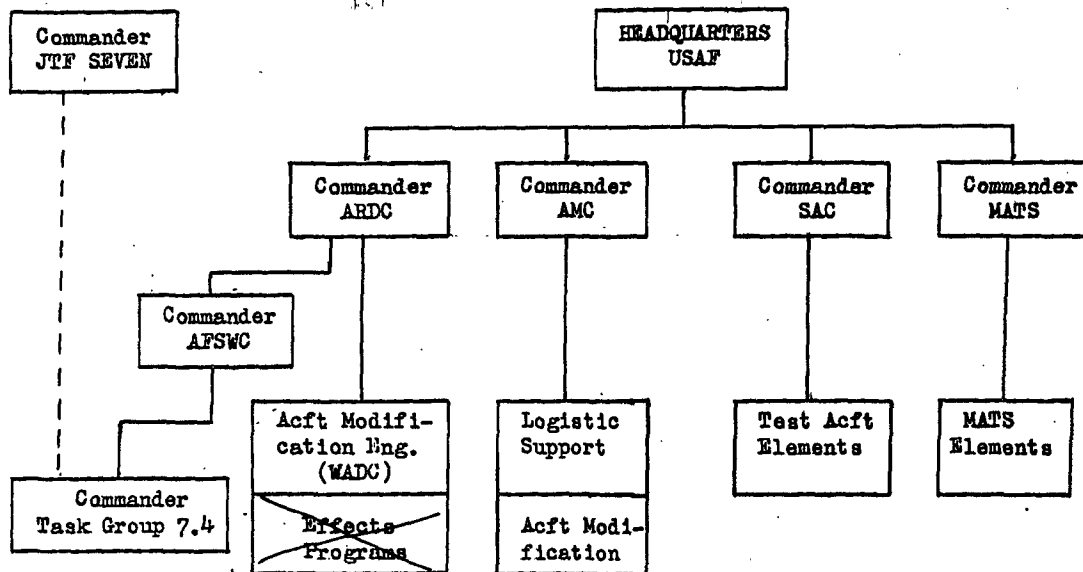 Commander
JTF SEVEN
HEADQUARTERS
USAF
Commander
ARDC
Commander
AMC
Commander
SAC
Commander
MATS
Commander
AFSWC
Acft Modifi-
cation Eng.
(WADC)
Effects
Programs
Logistic
Support
Acft Modi-
fication
Test Acft
Elements
MATS
Elements
Commander
Task Group 7.4